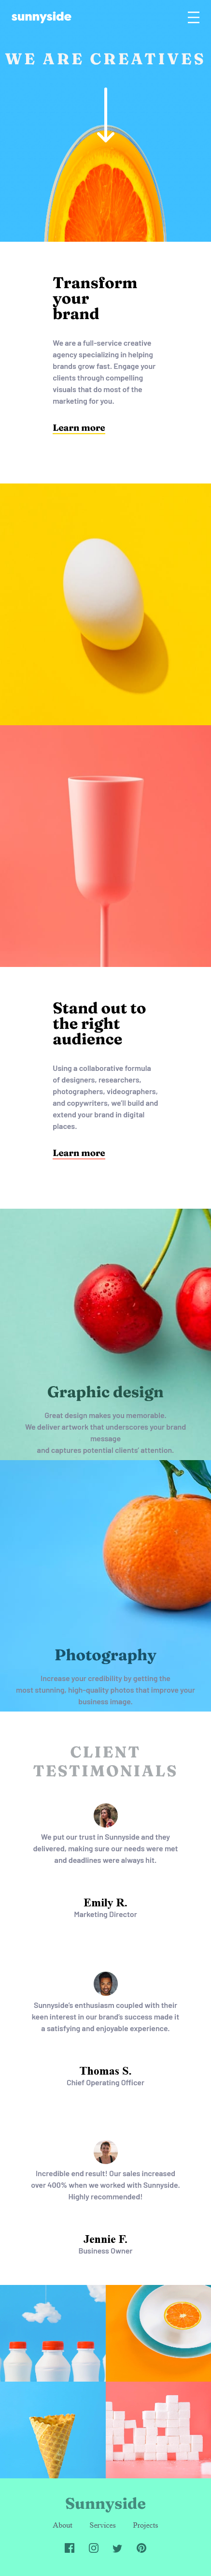 sunnyside
WE ARE CREATIVES
Transform
your
brand
We are a full-service creative
agency specializing in helping
brands grow fast. Engage your
clients through compelling
visuals that do most of the
marketing for you.
Learn more
Stand out to
the right
audience
Using a collaborative formula
of designers, researchers,
photographers, videographers,
and copywriters, we'll build and
extend your brand in digital
places.
Learn more
Graphic design
Great design makes you memorable.
We deliver artwork that underscores your brand
message
and captures potential clients' attention.
Photography
Increase your credibility by getting the
most stunning, high-quality photos that improve your
business image.
CLIENT
TESTIMONIALS
We put our trust in Sunnyside and they
delivered, making sure our needs were met
and deadlines were always hit.
Emily R.
Marketing Director
Sunnyside's enthusiasm coupled with their
keen interest in our brand's success made it
a satisfying and enjoyable experience.
Thomas S.
Chief Operating Officer
Incredible end result! Our sales increased
over 400% when we worked with Sunnyside.
Highly recommended!
Jennie F.
Business Owner
Sunnyside
About Services Projects